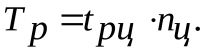 Tр =tрц ·nц.